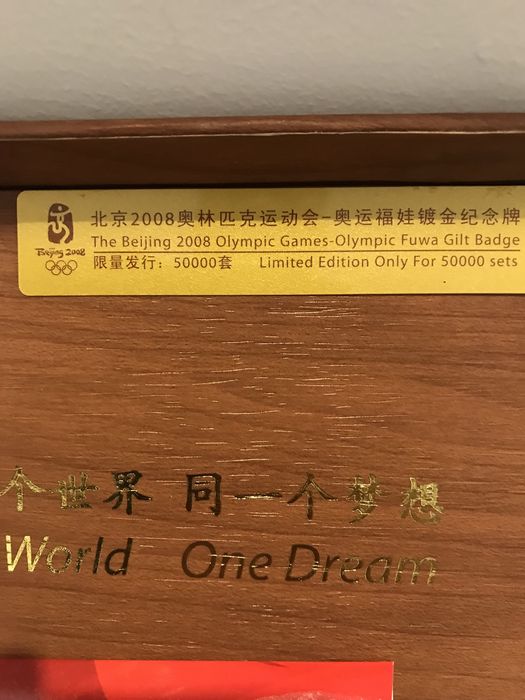 北京2008奥林匹克运动会-奥运福娃镀金纪念牌
The Beijing 2008 Olympic Games-Olympic Fuwa Gilt Badge
Beijing 2008
限量发行：50000套 Limited Edition Only For 50000 sets
个世界 同一个梦想
World One Dream